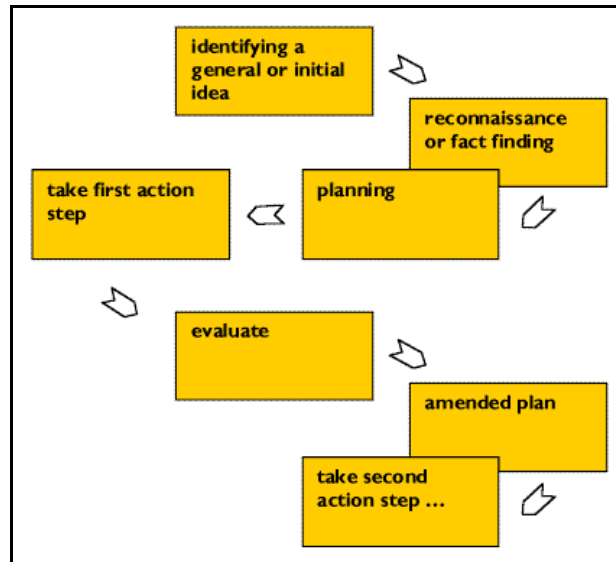 identifying a
general or initial
idea
reconnaissance
or fact finding
planning
take first action
step
evaluate
amended plan
take second
action step ...